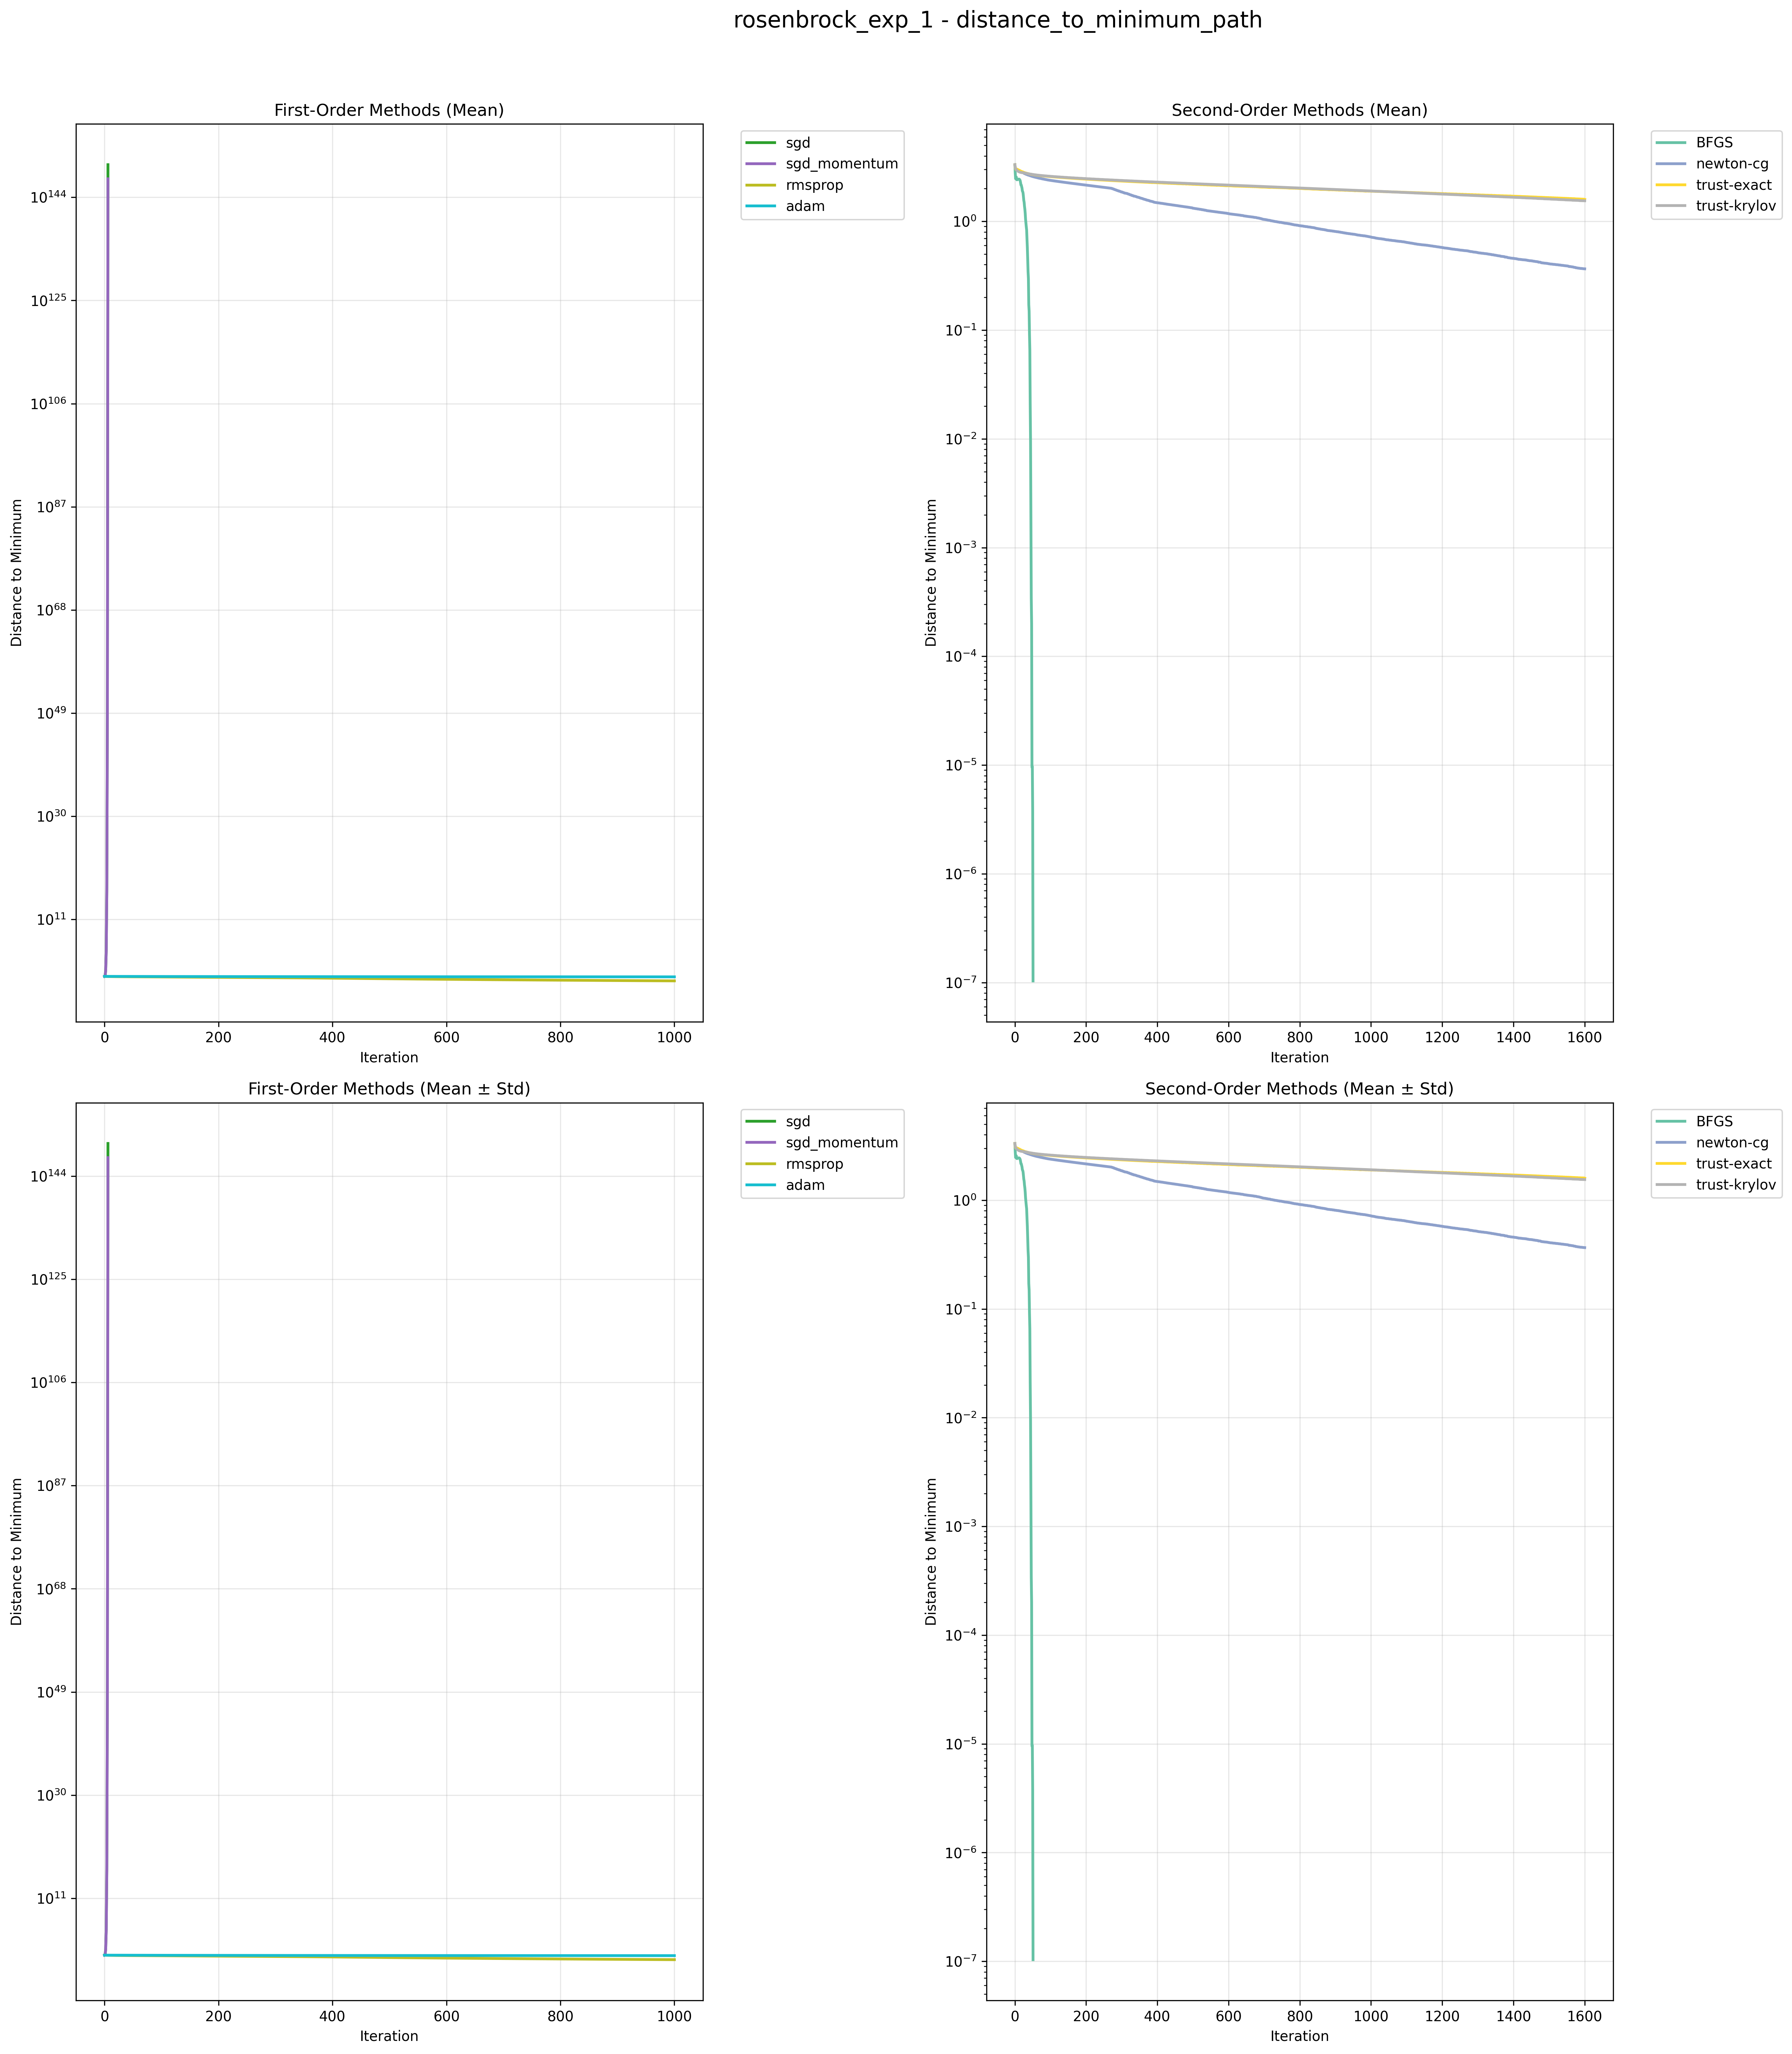 rosenbrock_exp_1 - distance_to_minimum_path
First-Order Methods (Mean)
Distance to Minimum
10^144
10^125
10^106
10^87
10^68
10^49
10^30
10^11
0 200 400 600 800 1000
Iteration
sgd
sgd_momentum
rmsprop
adam
Second-Order Methods (Mean)
Distance to Minimum
10^0
10^−1
10^−2
10^−3
10^−4
10^−5
10^−6
10^−7
0 200 400 600 800 1000 1200 1400 1600
Iteration
BFGS
newton-cg
trust-exact
trust-krylov
First-Order Methods (Mean ± Std)
Distance to Minimum
10^144
10^125
10^106
10^87
10^68
10^49
10^30
10^11
0 200 400 600 800 1000
Iteration
sgd
sgd_momentum
rmsprop
adam
Second-Order Methods (Mean ± Std)
Distance to Minimum
10^0
10^−1
10^−2
10^−3
10^−4
10^−5
10^−6
10^−7
0 200 400 600 800 1000 1200 1400 1600
Iteration
BFGS
newton-cg
trust-exact
trust-krylov